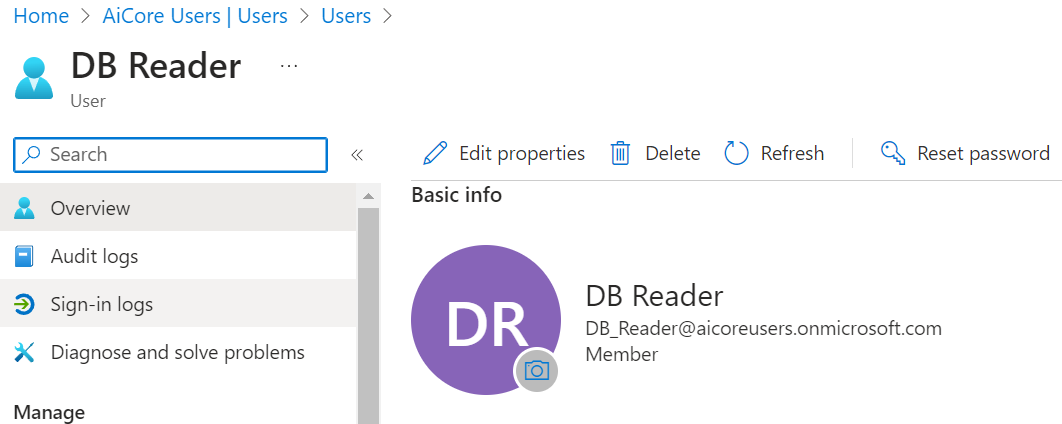 Home > AiCore Users | Users > Users >
DB Reader ...
User
Search «
Edit properties Delete Refresh Reset password
Overview
Audit logs
Sign-in logs
Diagnose and solve problems
Manage
Basic info
DR
DB Reader
DB_Reader@aicoreusers.onmicrosoft.com
Member